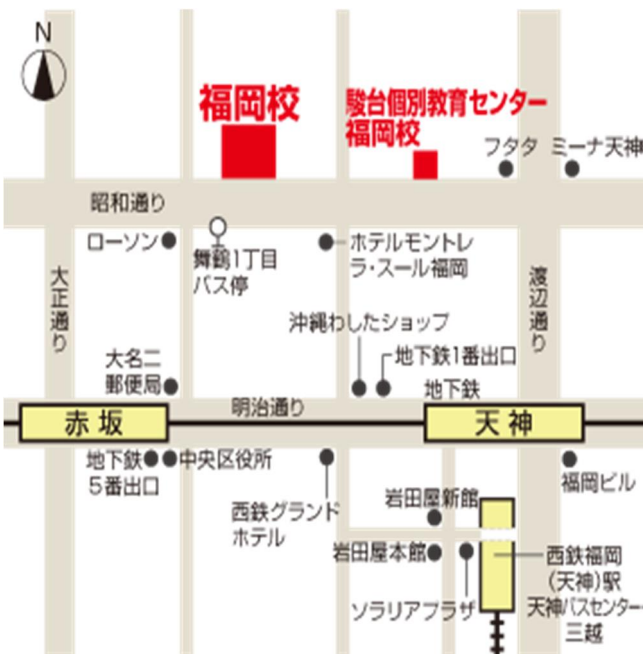 N
福岡校
駿台個別教育センター
福岡校
フタタ
ミーナ天神
昭和通り
ローソン
舞鶴1丁目
バス停
ホテルモントレ
ラ・スール福岡
大正通り
渡辺通り
沖縄わしたショップ
地下鉄1番出口
大名二
郵便局
明治通り
地下鉄
赤坂
天神
地下鉄
5番出口
中央区役所
西鉄グランド
ホテル
岩田屋新館
福岡ビル
岩田屋本館
ソラリアプラザ
西鉄福岡
(天神)駅
天神バスセンター
三越